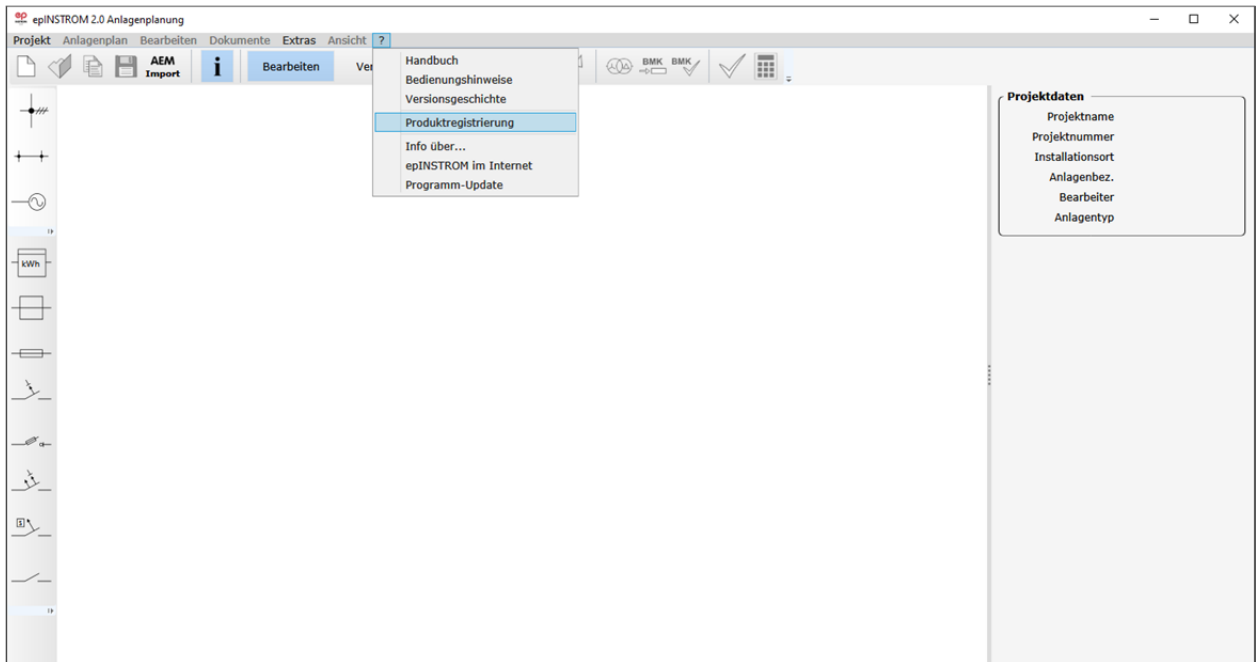 epINSTROM 2.0 Anlagenplanung
Projekt Anlagenplan Bearbeiten Dokumente Extras Ansicht ?
AEM
Import
i
Bearbeiten
BMK BMK
Handbuch
Bedienungshinweise
Versionsgeschichte
Produktregistrierung
Info über...
epINSTROM im Internet
Programm-Update
kWh
Projektdaten
Projektname
Projektnummer
Installationsort
Anlagenbez.
Bearbeiter
Anlagentyp